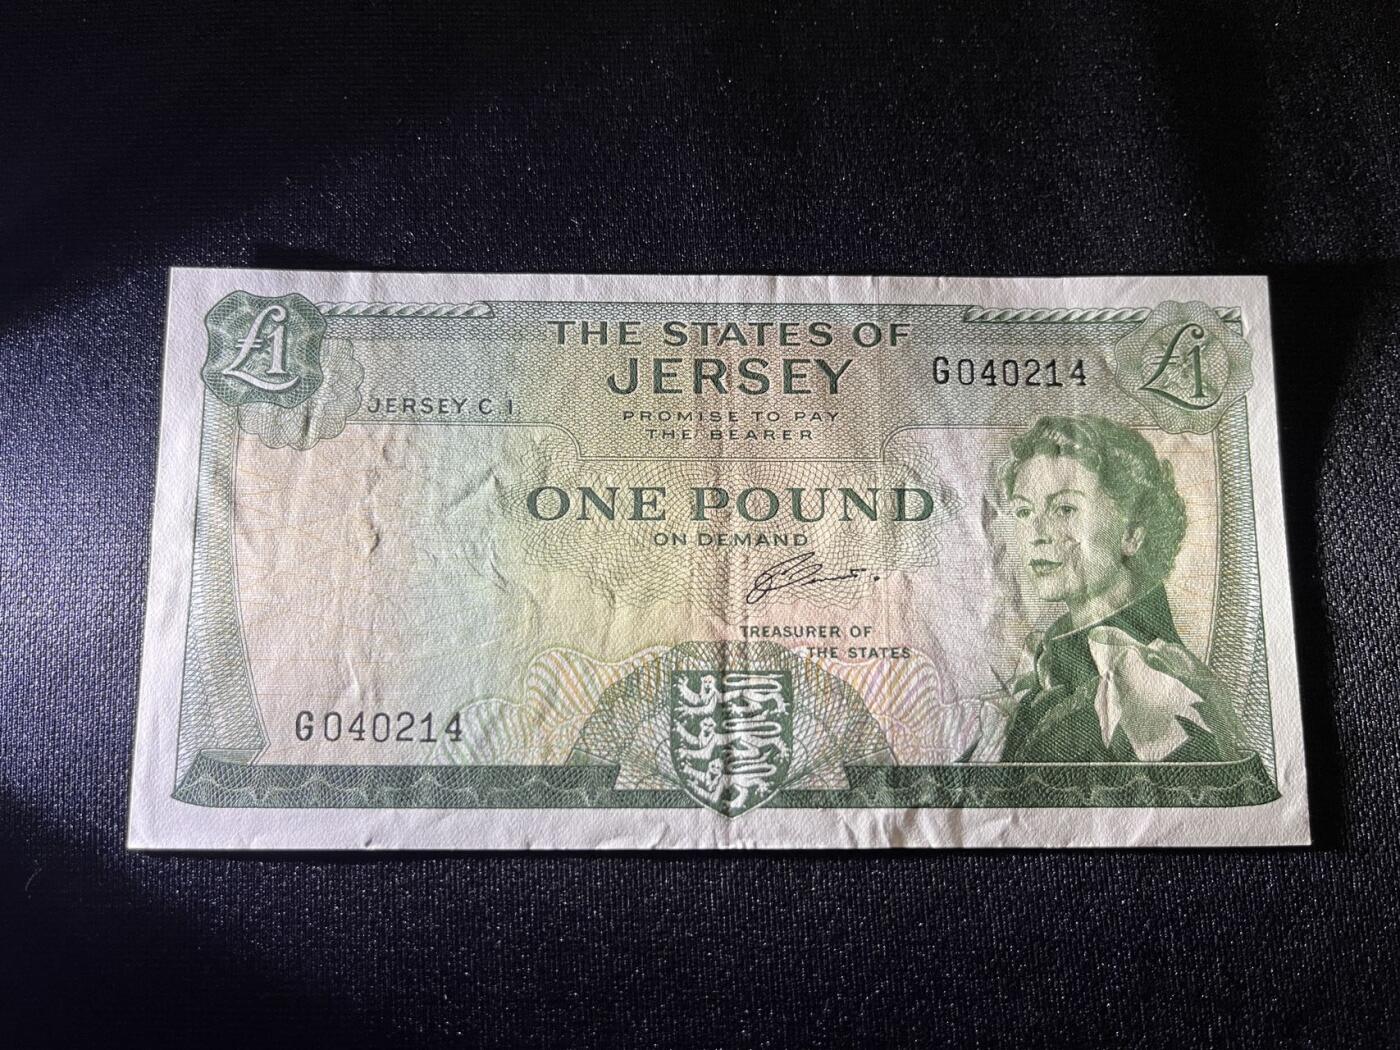 £1
THE STATES OF
JERSEY
G040214
£1
JERSEY C I
PROMISE TO PAY
THE BEARER
ONE POUND
ON DEMAND
TREASURER OF
THE STATES
G040214